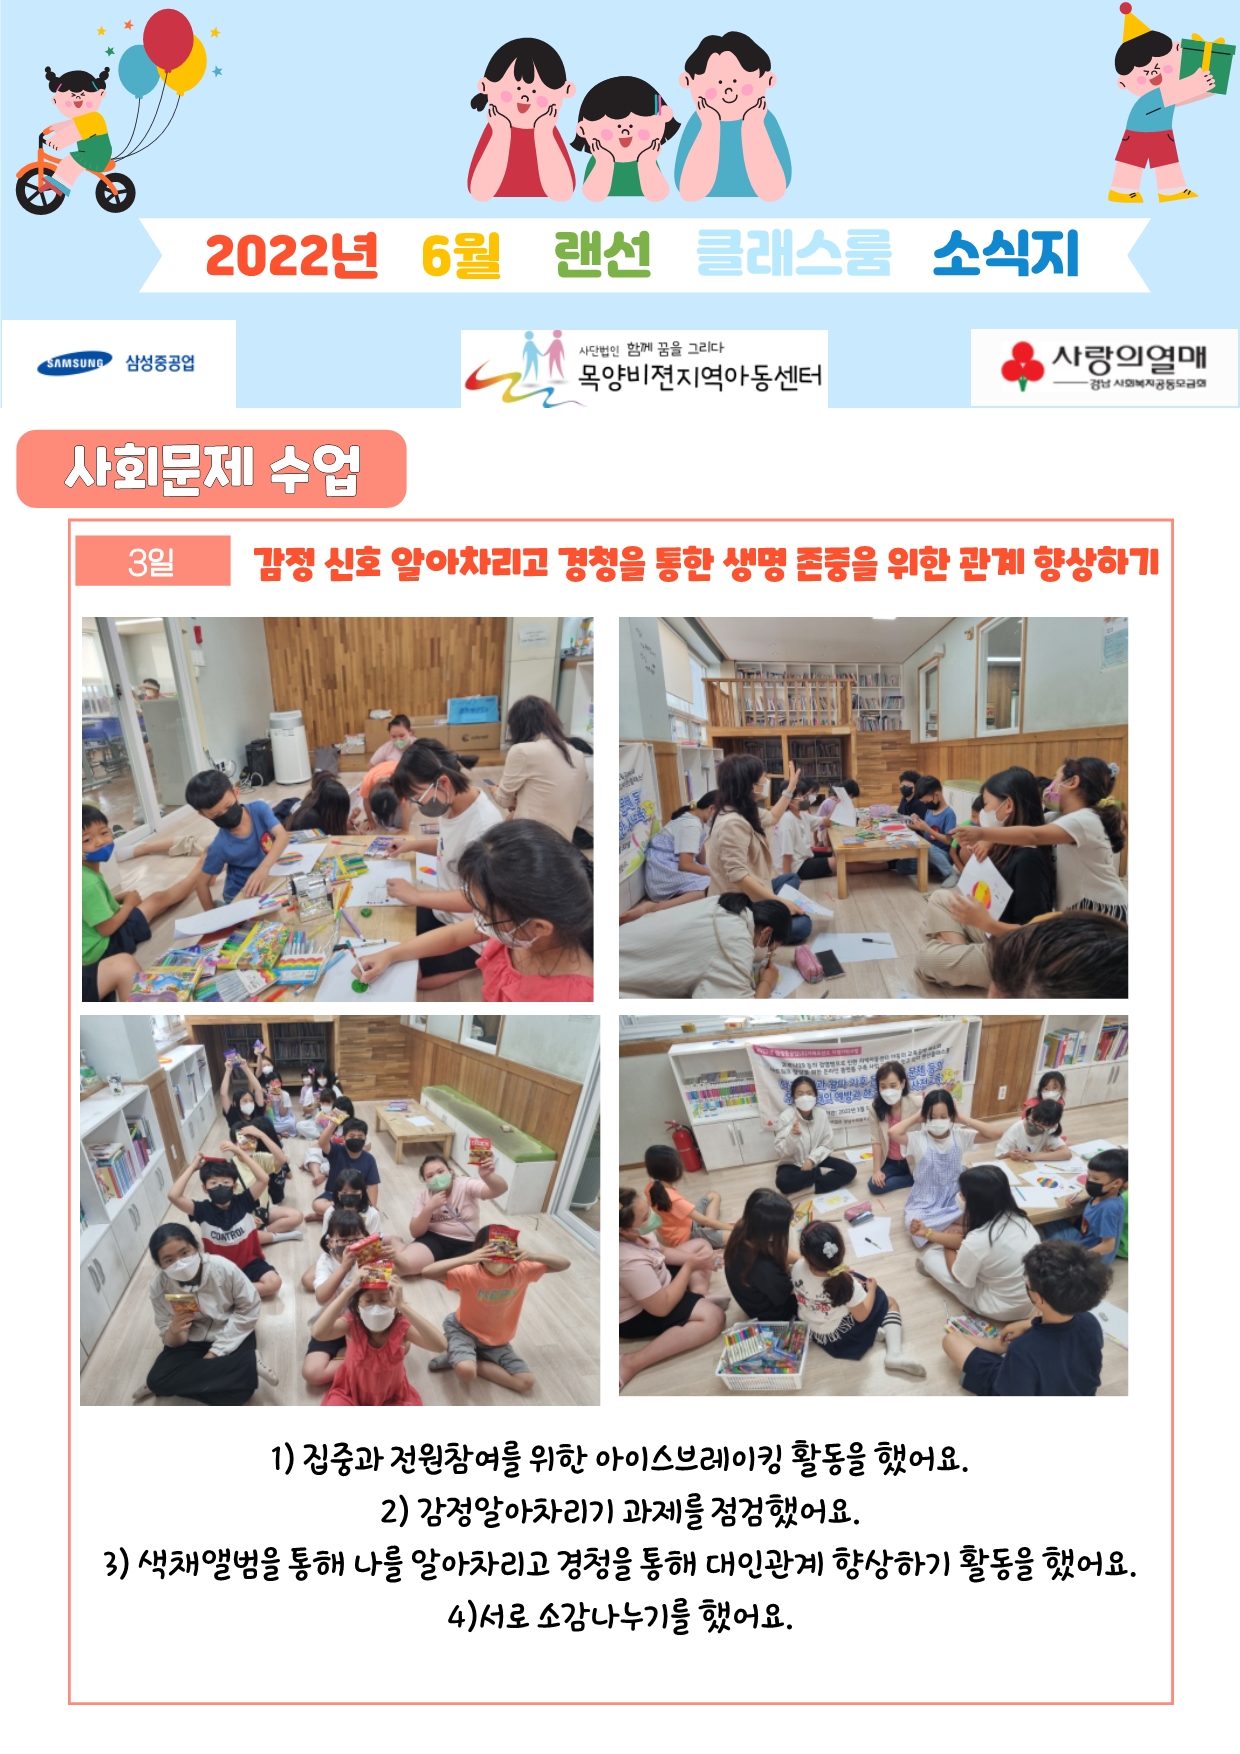 2022년 6월 랜선 클래스룸 소식지
SAMSUNG 삼성중공업
사단법인 함께 꿈을 그리다
목양비젼지역아동센터
사랑의열매
경남 사회복지공동모금회
사회문제 수업
3일
감정 신호 알아차리고 경청을 통한 생명 존중을 위한 관계 향상하기
CONTROL
1) 집중과 전원참여를 위한 아이스브레이킹 활동을 했어요.
2) 감정알아차리기 과제를 점검했어요.
3) 색채앨범을 통해 나를 알아차리고 경청을 통해 대인관계 향상하기 활동을 했어요.
4)서로 소감나누기를 했어요.